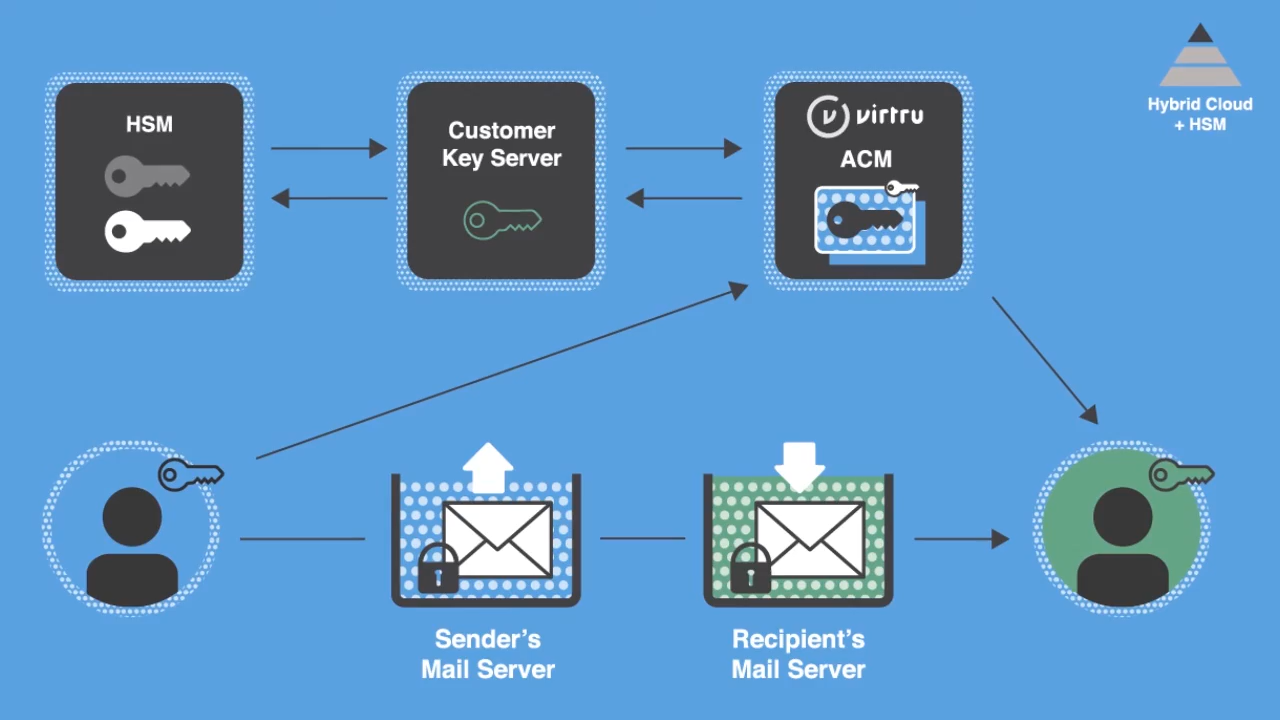 HSM
Customer
Key Server
virtru
ACM
Hybrid Cloud
+ HSM
Sender's
Mail Server
Recipient's
Mail Server